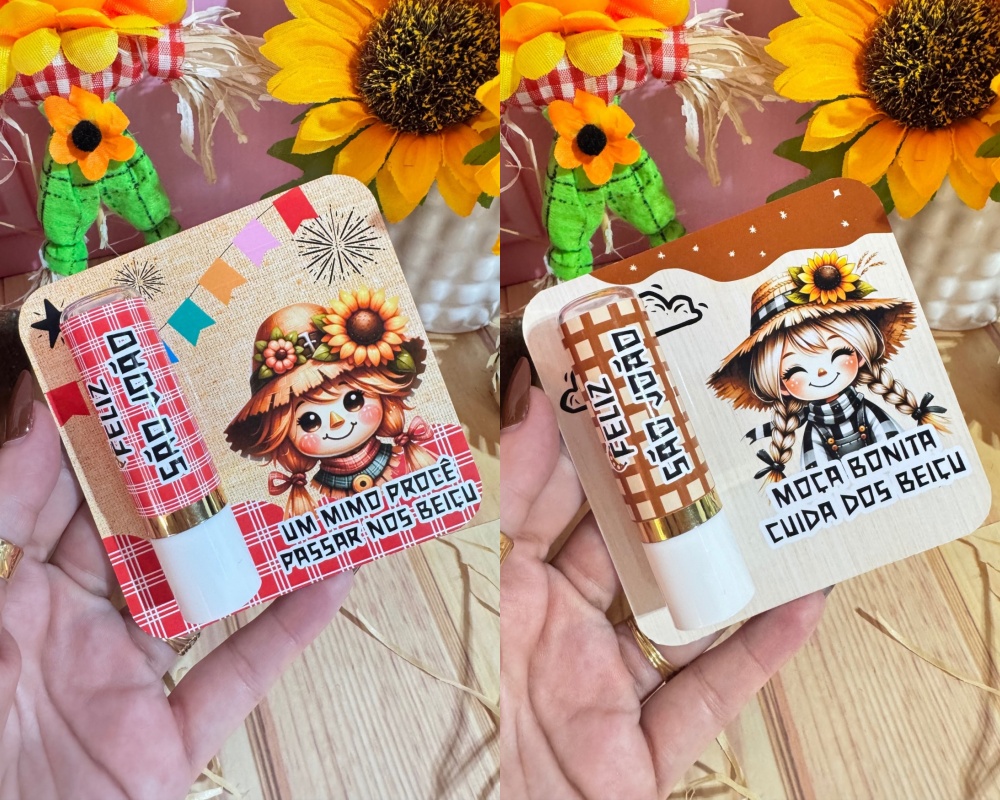 FELIZ
SÃO JOÃO
UM MIMO PROCÊ
PASSAR NOS BEIÇU
FELIZ
SÃO JOÃO
MOÇA BONITA
CUIDA DOS BEIÇU